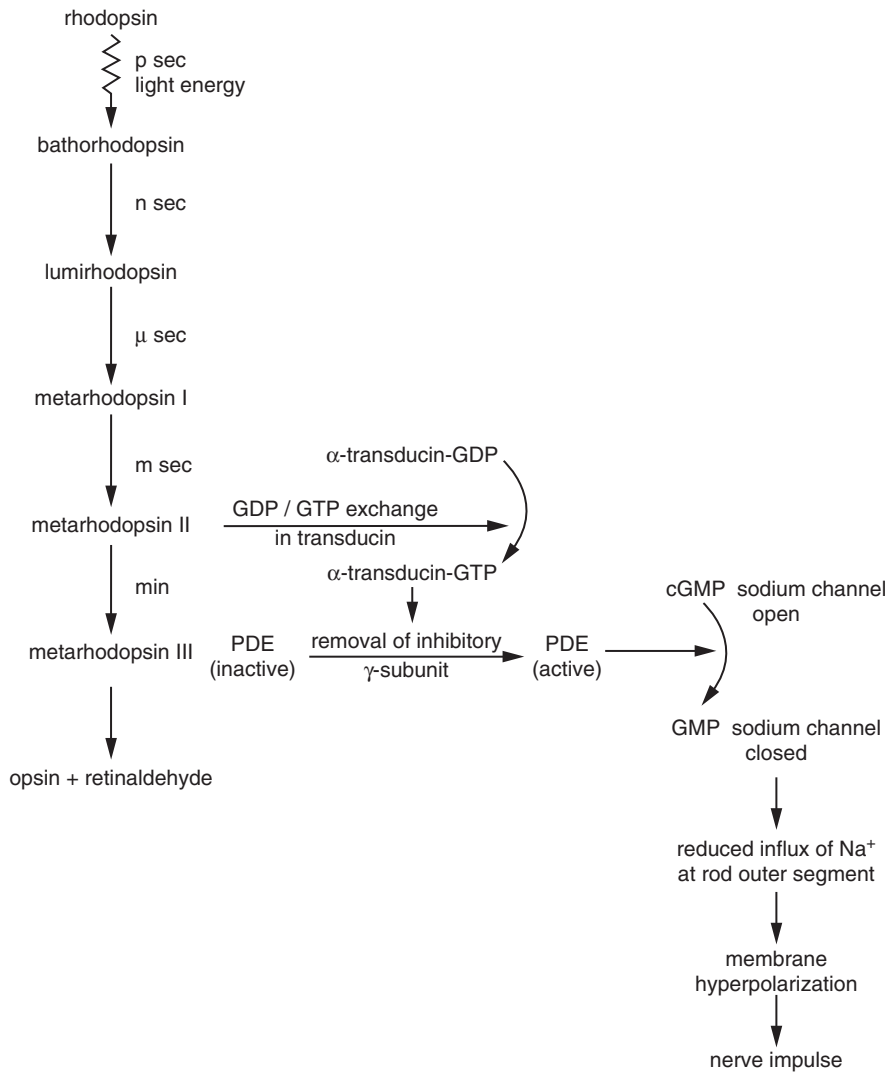 rhodopsin
p sec
light energy
bathorhodopsin
n sec
lumirhodopsin
μ sec
metarhodopsin I
m sec
α-transducin-GDP
metarhodopsin II
GDP / GTP exchange
in transducin
α-transducin-GTP
min
cGMP sodium channel
open
metarhodopsin III
PDE
(inactive)
removal of inhibitory
γ-subunit
PDE
(active)
GMP sodium channel
closed
opsin + retinaldehyde
reduced influx of Na⁺
at rod outer segment
membrane
hyperpolarization
nerve impulse